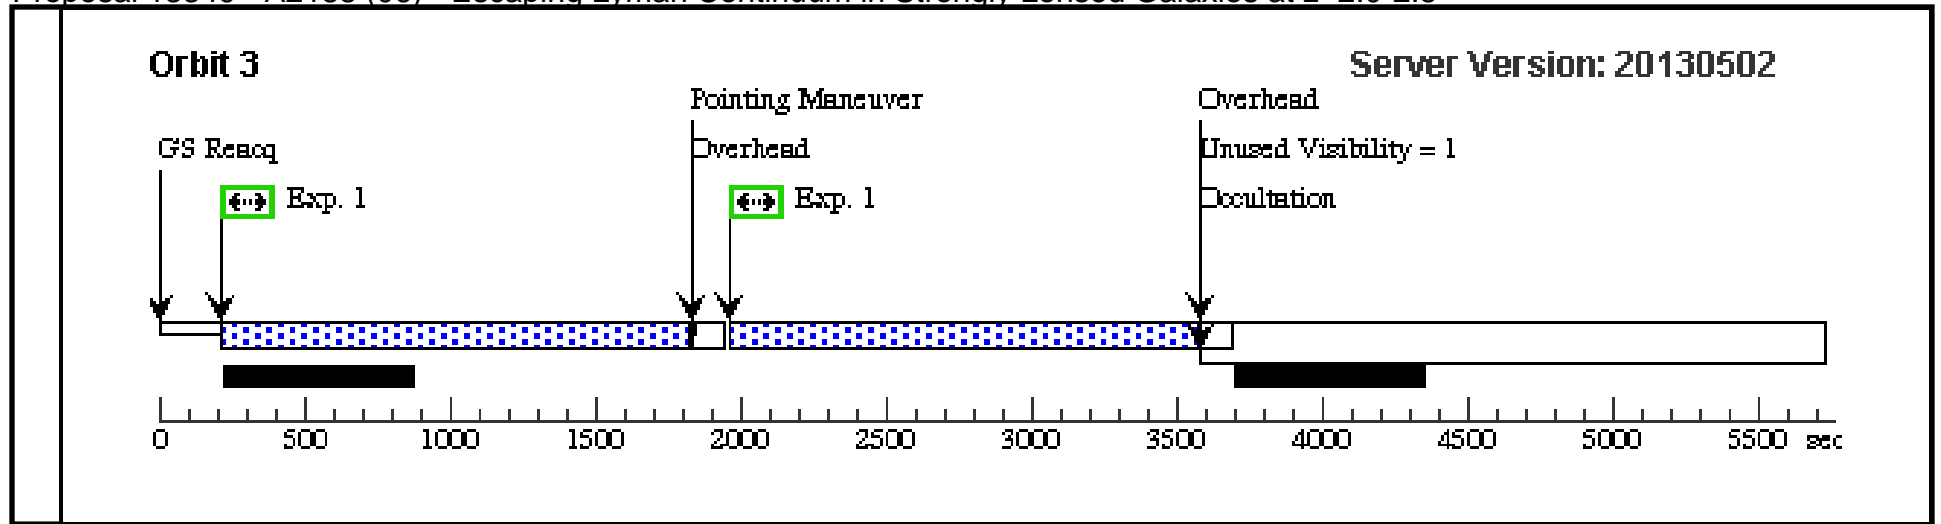 Orbit 3
Server Version: 20130502
Pointing Maneuver
Overhead
GS Reacq
Overhead
Unused Visibility = 1
Exp. 1
Exp. 1
Occultation
0 500 1000 1500 2000 2500 3000 3500 4000 4500 5000 5500 sec